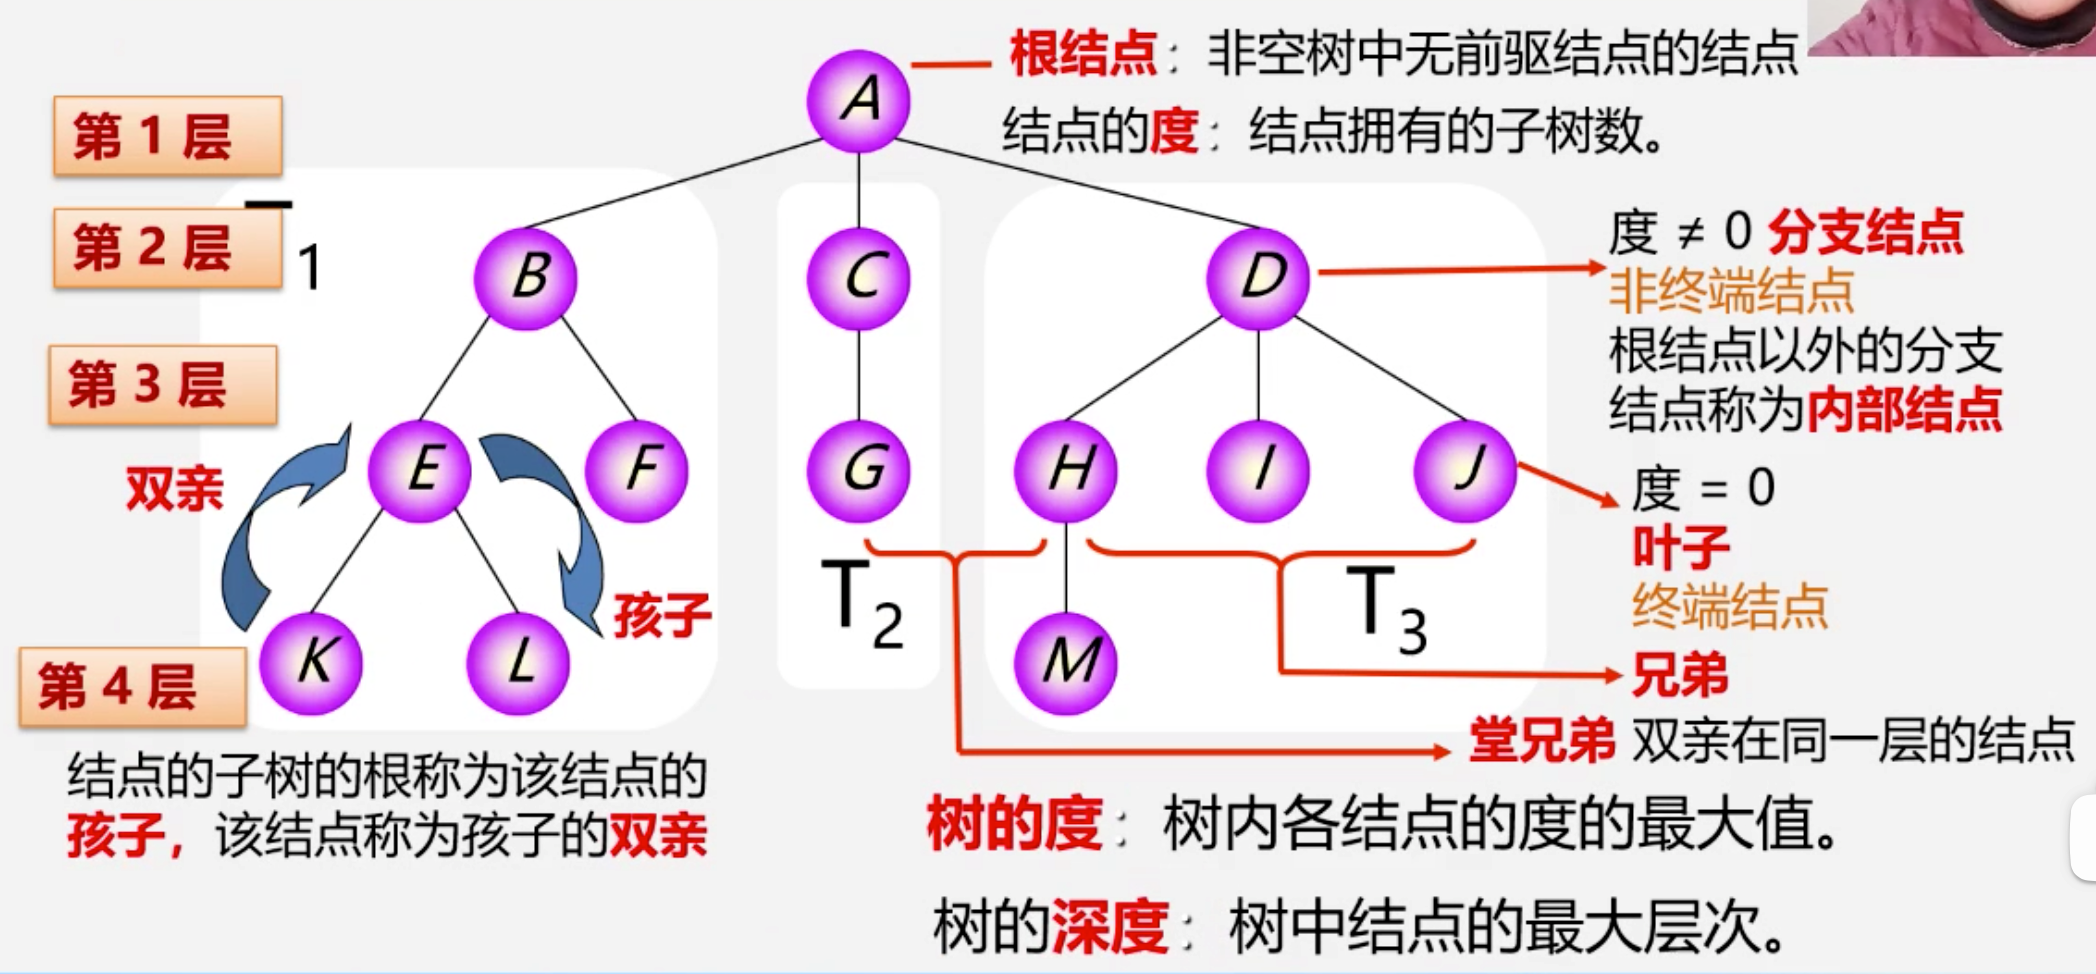 根结点：非空树中无前驱结点的结点
结点的度：结点拥有的子树数。
第 1 层
A
第 2 层
1
B
C
D
度 ≠ 0 分支结点
非终端结点
根结点以外的分支
结点称为内部结点
第 3 层
双亲
E
F
G
H
I
J
度 = 0
叶子
终端结点
孩子
T2
T3
第 4 层
K
L
M
兄弟
堂兄弟 双亲在同一层的结点
结点的子树的根称为该结点的
孩子，该结点称为孩子的双亲
树的度：树内各结点的度的最大值。
树的深度：树中结点的最大层次。